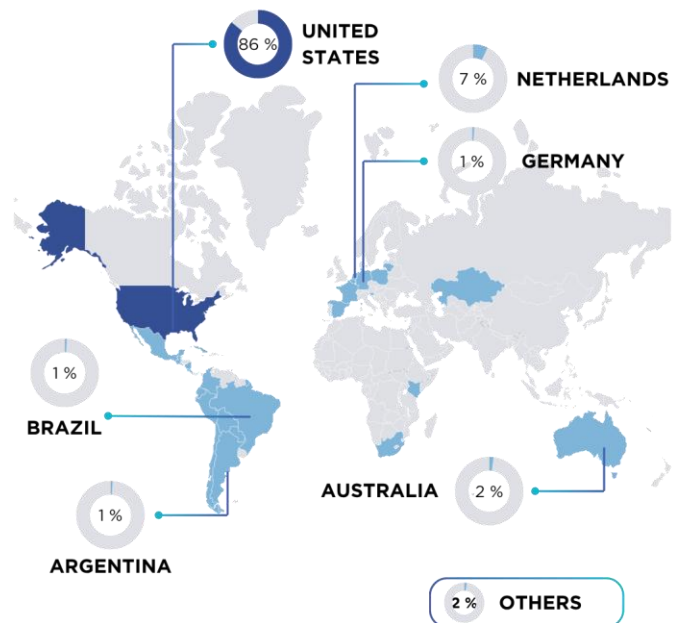 86 %
UNITED
STATES
7 %
NETHERLANDS
1 %
GERMANY
1 %
BRAZIL
1 %
ARGENTINA
AUSTRALIA
2 %
2 %
OTHERS